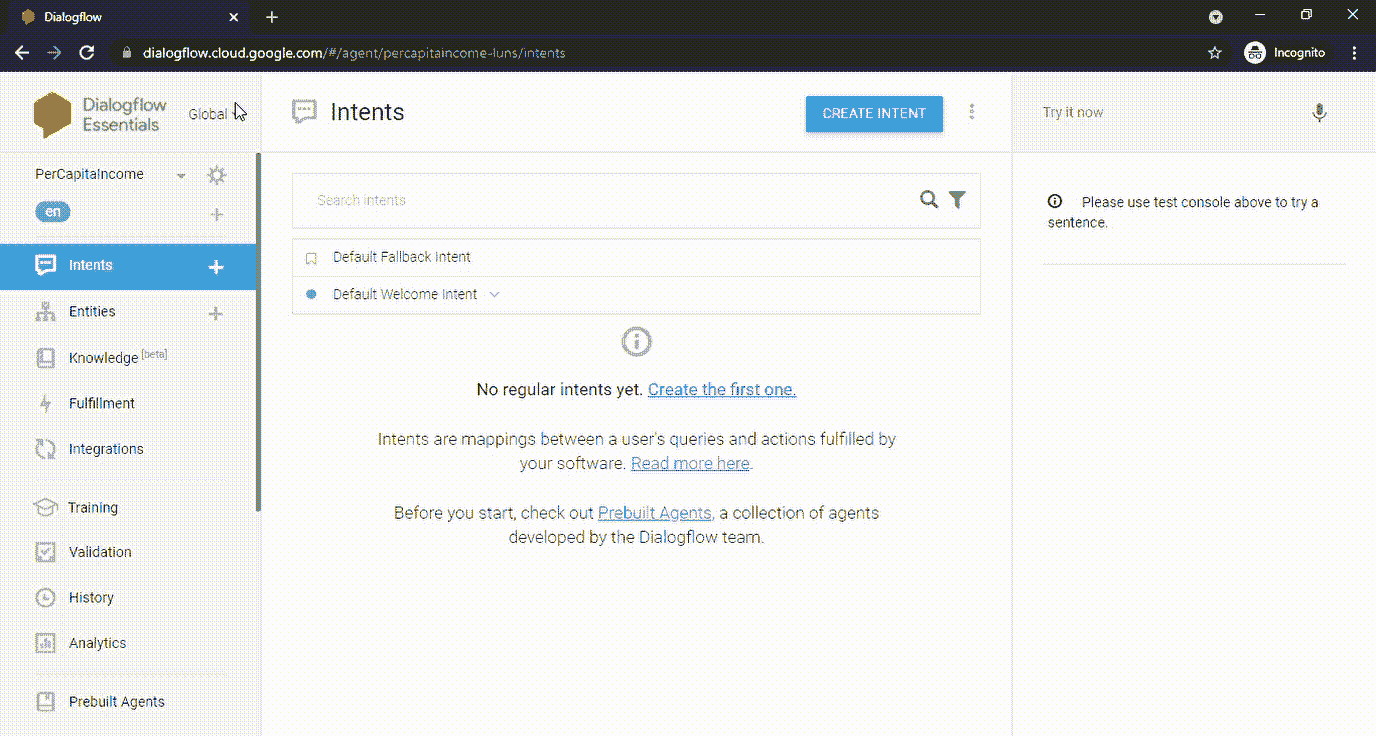 Dialogflow
dialogflow.cloud.google.com/#/agent/percapitaincome-luns/intents
Incognito
Dialogflow
Essentials
Global
PerCapitaIncome
en
Intents
Entities
Knowledge [beta]
Fulfillment
Integrations
Training
Validation
History
Analytics
Prebuilt Agents
Intents
CREATE INTENT
Search intents
Default Fallback Intent
Default Welcome Intent
No regular intents yet. Create the first one.
Intents are mappings between a user's queries and actions fulfilled by
your software. Read more here.
Before you start, check out Prebuilt Agents, a collection of agents
developed by the Dialogflow team.
Try it now
Please use test console above to try a
sentence.